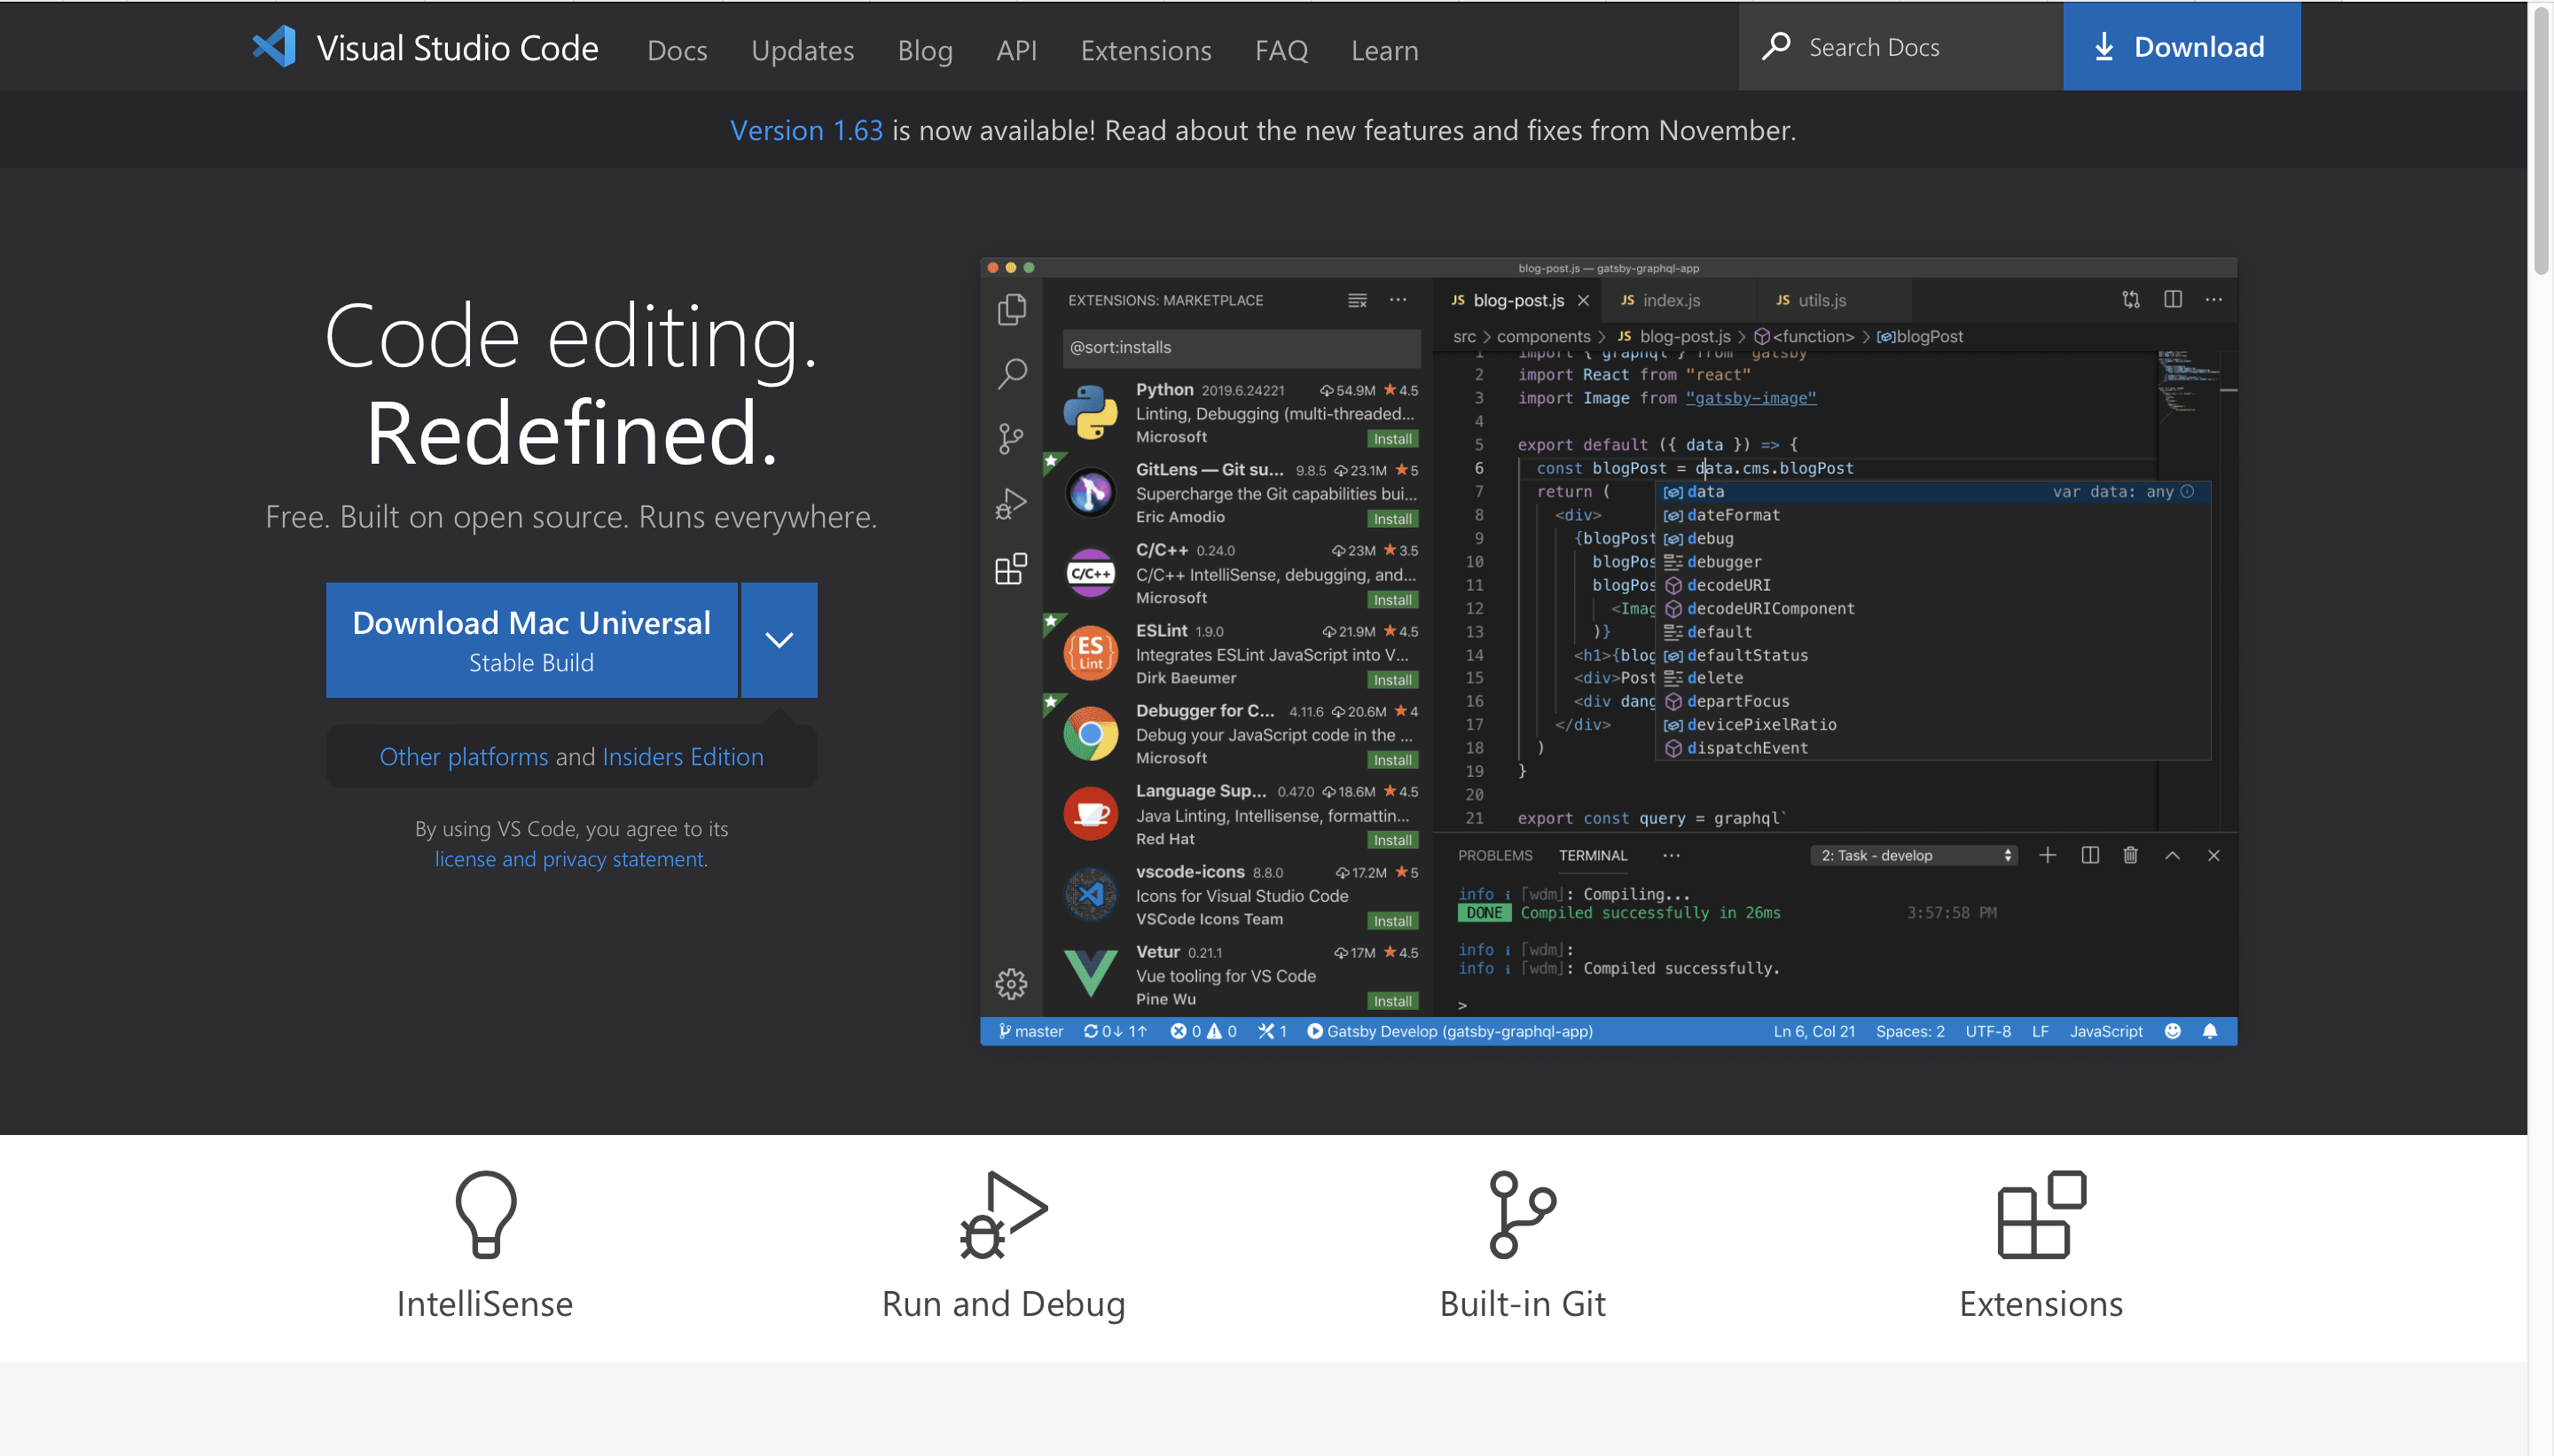 Visual Studio Code Docs Updates Blog API Extensions FAQ Learn Search Docs Download
Version 1.63 is now available! Read about the new features and fixes from November.
Code editing.
Redefined.
Free. Built on open source. Runs everywhere.
Download Mac Universal
Stable Build
Other platforms and Insiders Edition
By using VS Code, you agree to its
license and privacy statement.
blog-post.js — gatsby-graphql-app
EXTENSIONS: MARKETPLACE
@sort:installs
Python 2019.6.24221 54.9M 4.5
Linting, Debugging (multi-threaded...
Microsoft Install
GitLens — Git su... 9.8.5 23.1M 5
Supercharge the Git capabilities bui...
Eric Amodio Install
C/C++
C/C++ 0.24.0 23M 3.5
C/C++ IntelliSense, debugging, and...
Microsoft Install
ES
Lint
ESLint 1.9.0 21.9M 4.5
Integrates ESLint JavaScript into V...
Dirk Baeumer Install
Debugger for C... 4.11.6 20.6M 4
Debug your JavaScript code in the ...
Microsoft Install
Language Sup... 0.47.0 18.6M 4.5
Java Linting, Intellisense, formattin...
Red Hat Install
vscode-icons 8.8.0 17.2M 5
Icons for Visual Studio Code
VSCode Icons Team Install
Vetur 0.21.1 17M 4.5
Vue tooling for VS Code
Pine Wu Install
JS blog-post.js JS index.js JS utils.js
src > components > JS blog-post.js > <function> > blogPost
1 import { graphql } from "gatsby"
2 import React from "react"
3 import Image from "gatsby-image"
4
5 export default ({ data }) => {
6 const blogPost = data.cms.blogPost
7 return (
8 <div>
9 {blogPost
10 blogPos
11 blogPos
12 <Imag
13 )}
14 <h1>{blog
15 <div>Post
16 <div dang
17 </div>
18 )
19 }
20
21 export const query = graphql`
data var data: any
dateFormat
debug
debugger
decodeURI
decodeURIComponent
default
defaultStatus
delete
departFocus
devicePixelRatio
dispatchEvent
PROBLEMS TERMINAL ... 2: Task - develop
info i ｢wdm｣: Compiling...
DONE Compiled successfully in 26ms 3:57:58 PM
info i ｢wdm｣:
info i ｢wdm｣: Compiled successfully.
>
master 0↓ 1↑ 0 0 1 Gatsby Develop (gatsby-graphql-app) Ln 6, Col 21 Spaces: 2 UTF-8 LF JavaScript
IntelliSense
Run and Debug
Built-in Git
Extensions